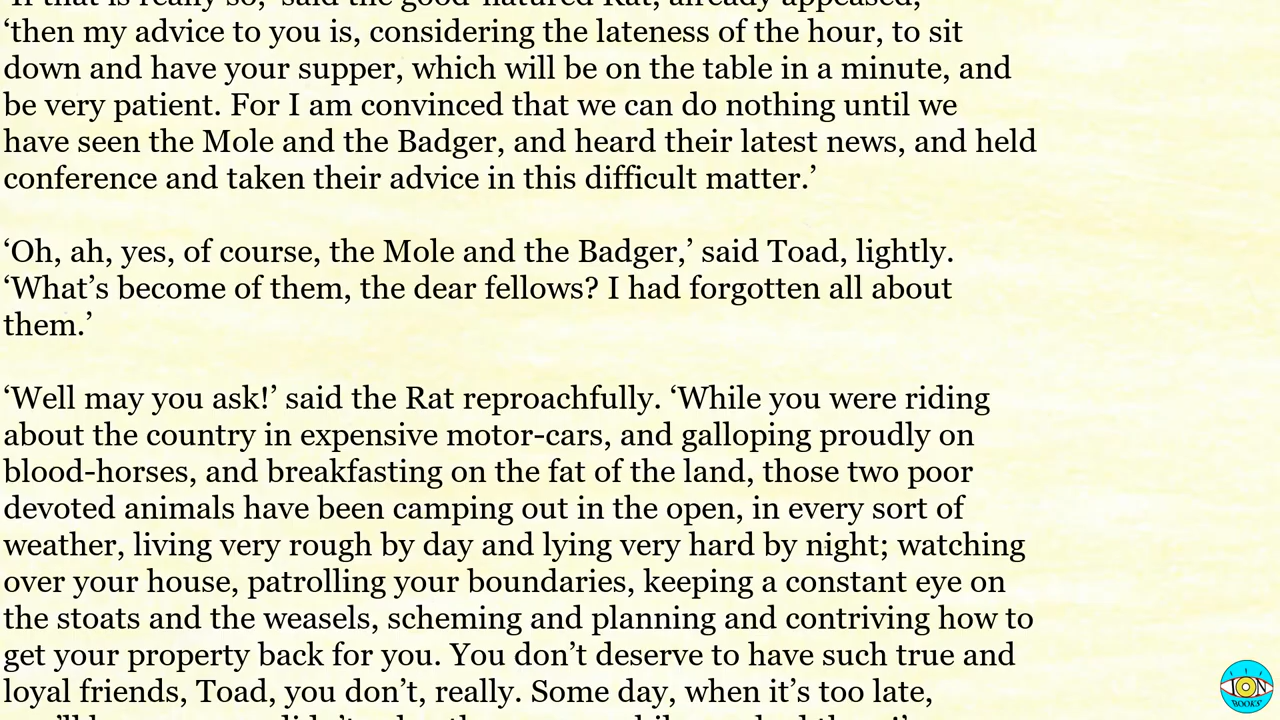 ‘then my advice to you is, considering the lateness of the hour, to sit
down and have your supper, which will be on the table in a minute, and
be very patient. For I am convinced that we can do nothing until we
have seen the Mole and the Badger, and heard their latest news, and held
conference and taken their advice in this difficult matter.’
‘Oh, ah, yes, of course, the Mole and the Badger,’ said Toad, lightly.
‘What’s become of them, the dear fellows? I had forgotten all about
them.’
‘Well may you ask!’ said the Rat reproachfully. ‘While you were riding
about the country in expensive motor-cars, and galloping proudly on
blood-horses, and breakfasting on the fat of the land, those two poor
devoted animals have been camping out in the open, in every sort of
weather, living very rough by day and lying very hard by night; watching
over your house, patrolling your boundaries, keeping a constant eye on
the stoats and the weasels, scheming and planning and contriving how to
get your property back for you. You don’t deserve to have such true and
loyal friends, Toad, you don’t, really. Some day, when it’s too late,
ION
BOOKS